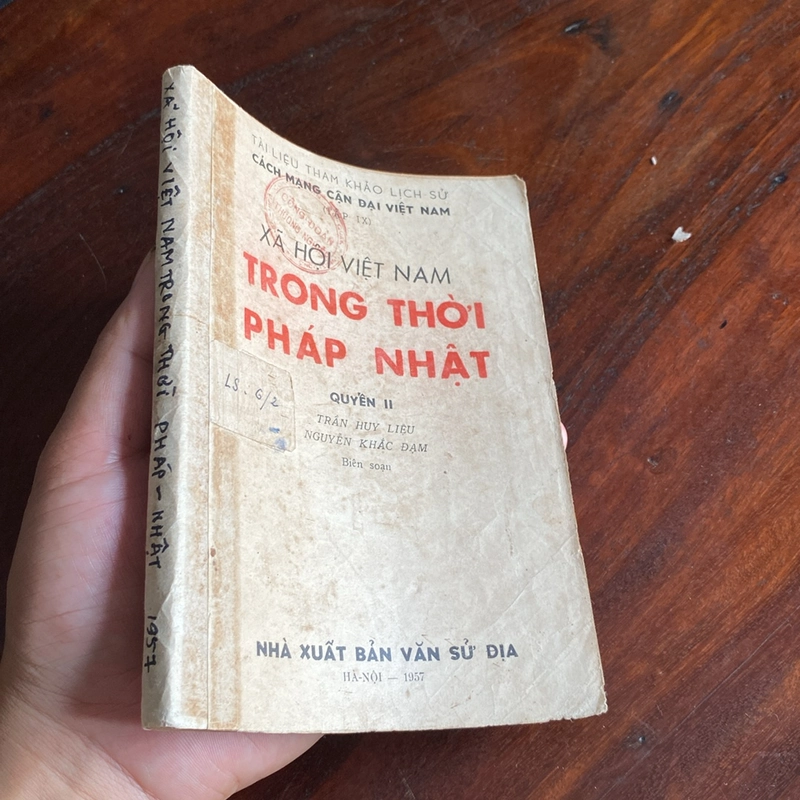 TÀI LIỆU THAM KHẢO LỊCH SỬ
CÁCH MẠNG CẬN ĐẠI VIỆT NAM
(TẬP IX)
XÃ HỘI VIỆT NAM
TRONG THỜI
PHÁP NHẬT
QUYỂN II
TRẦN HUY LIỆU
NGUYỄN KHẮC ĐẠM
Biên soạn
NHÀ XUẤT BẢN VĂN SỬ ĐỊA
HÀ-NỘI — 1957
CÔNG ĐOÀN
LS. 6/2
XÃ HỘI VIỆT NAM TRONG THỜI PHÁP - NHẬT 1957